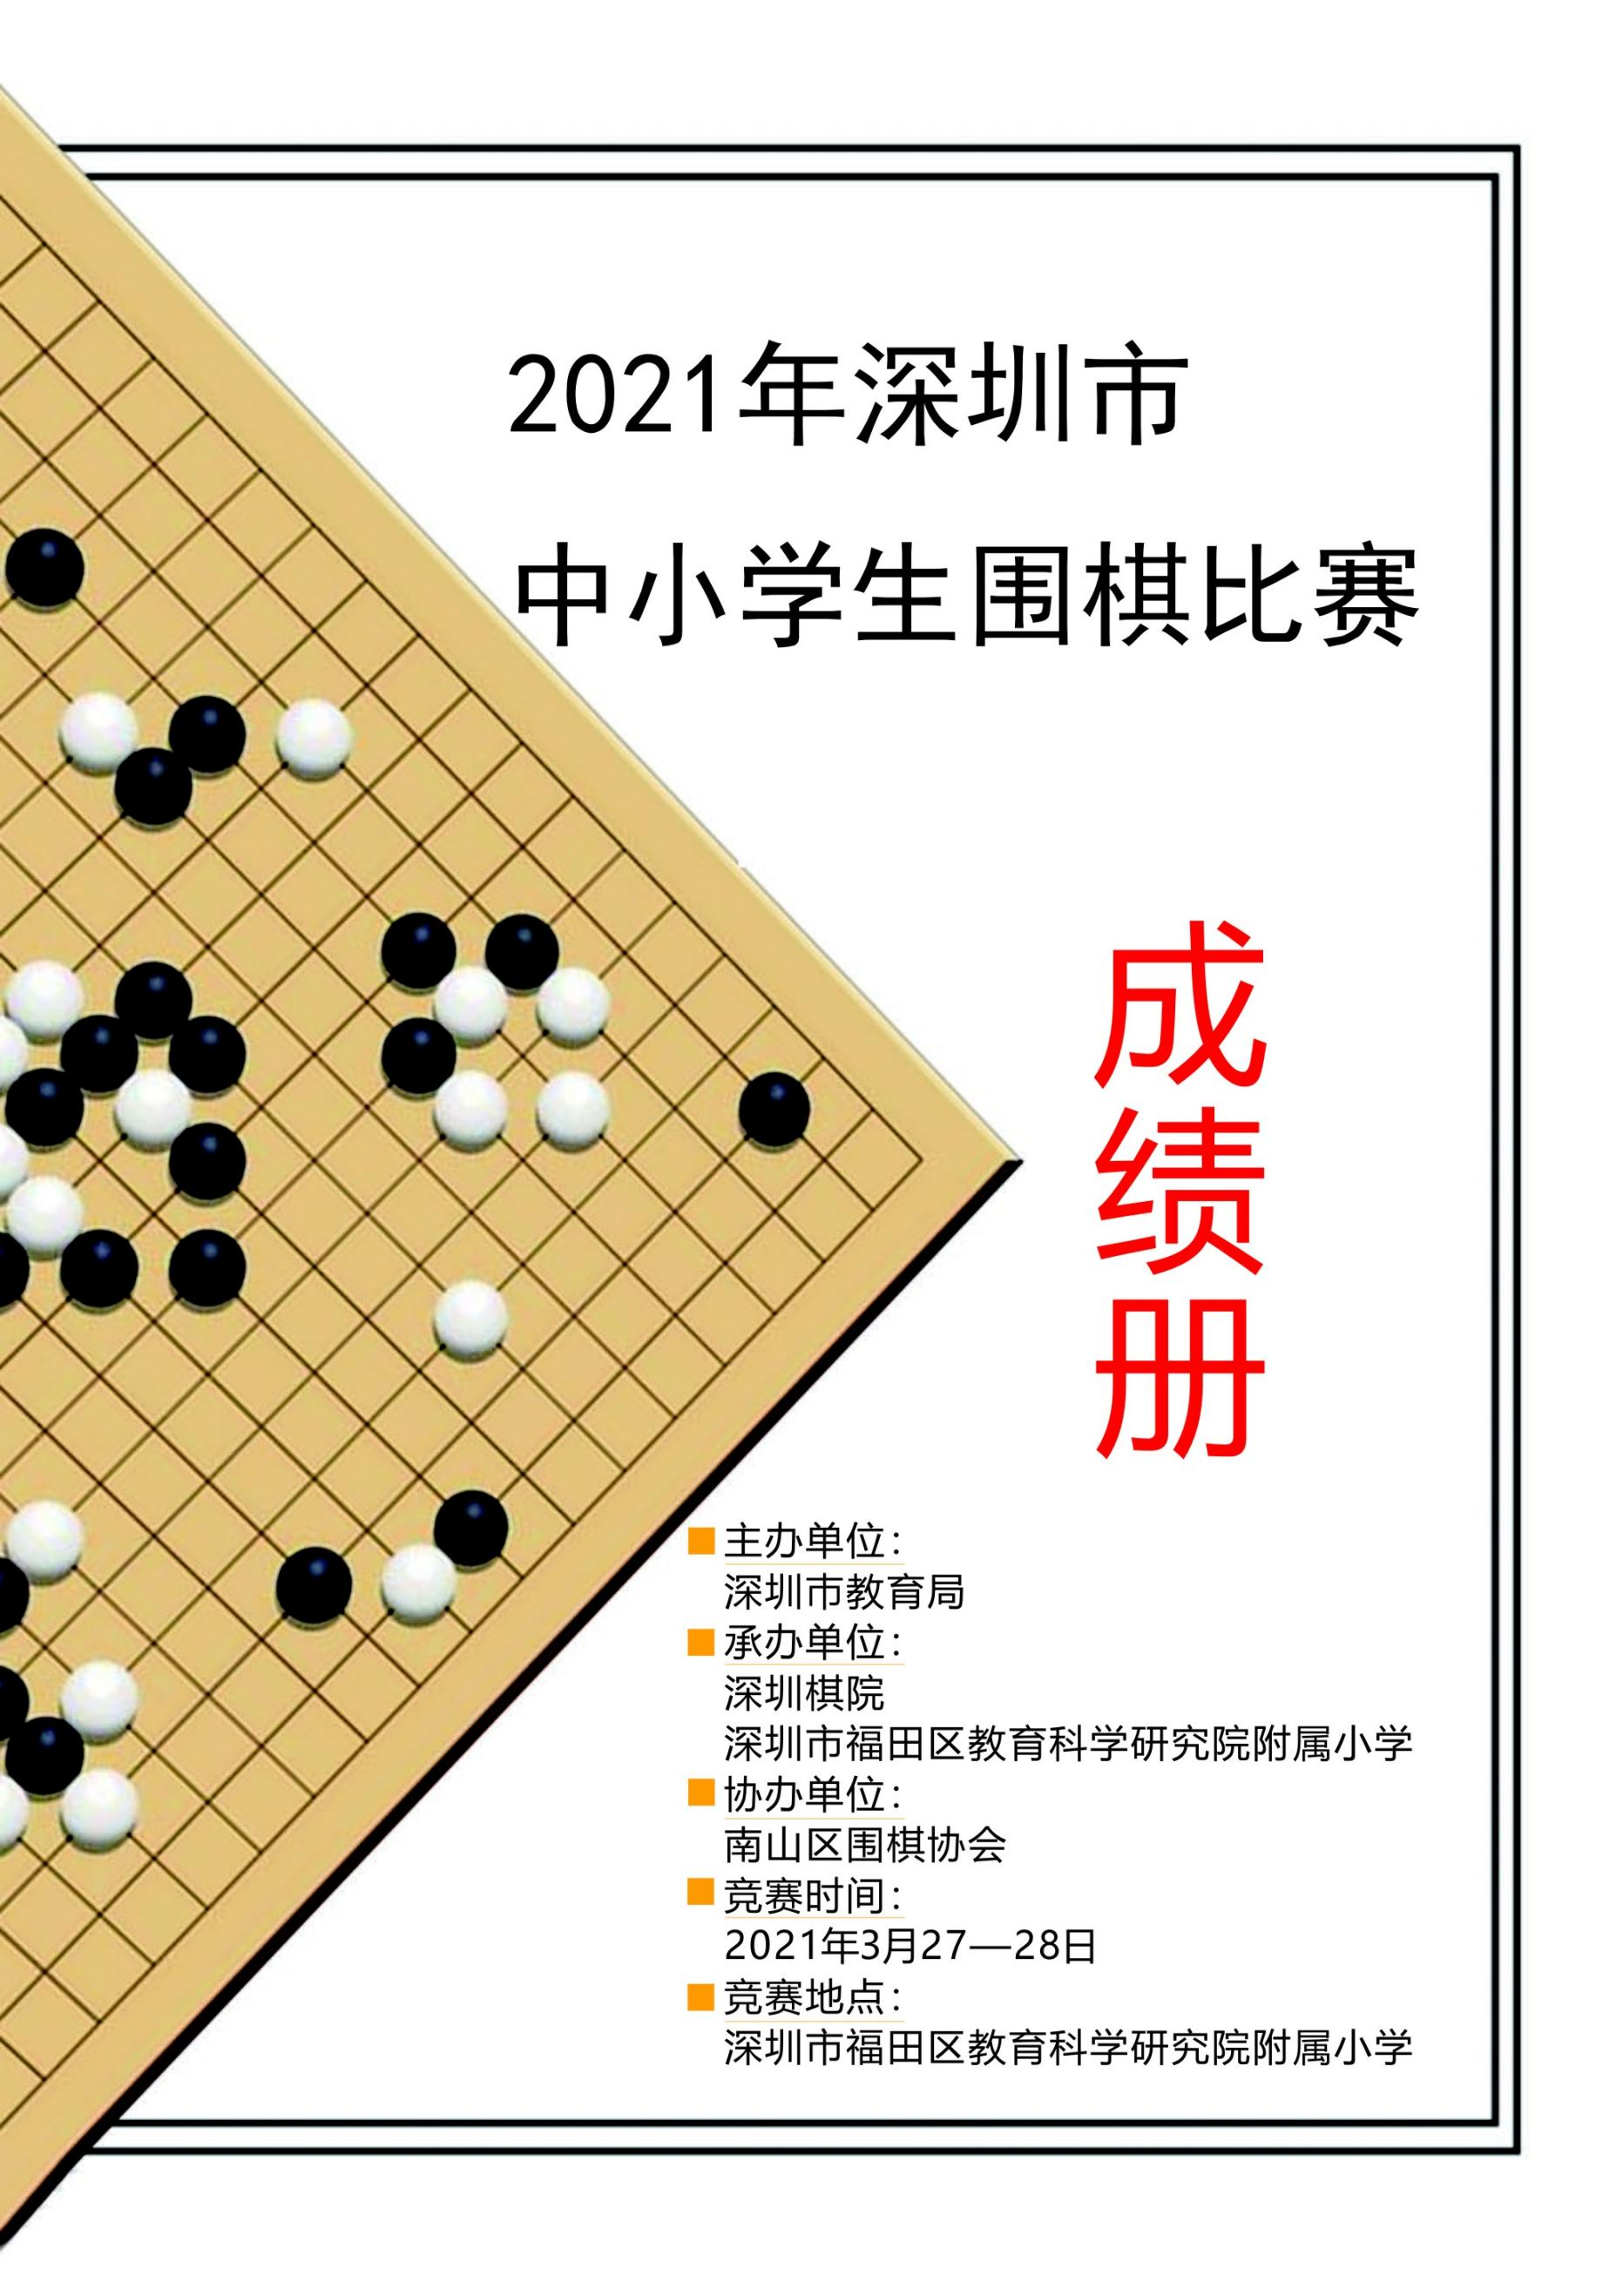 2021年深圳市
中小学生围棋比赛
成
绩
册
主办单位：
深圳市教育局
承办单位：
深圳棋院
深圳市福田区教育科学研究院附属小学
协办单位：
南山区围棋协会
竞赛时间：
2021年3月27—28日
竞赛地点：
深圳市福田区教育科学研究院附属小学